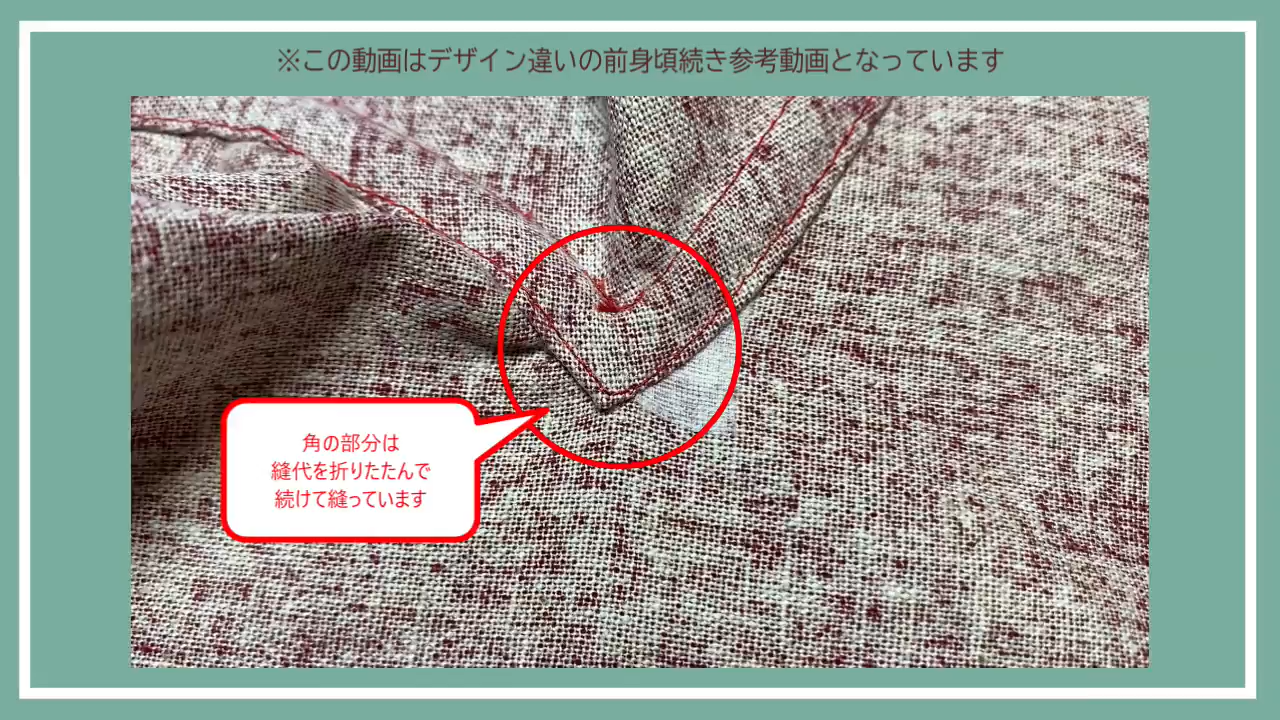 ※この動画はデザイン違いの前身頃続き参考動画となっています
角の部分は
縫代を折りたたんで
続けて縫っています